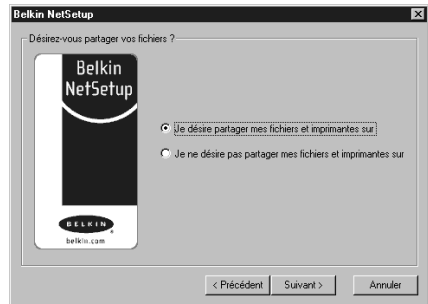 Belkin NetSetup
Désirez-vous partager vos fichiers ?
Belkin
NetSetup
Je désire partager mes fichiers et imprimantes sur
Je ne désire pas partager mes fichiers et imprimantes sur
BELKIN
belkin.com
< Précédent
Suivant >
Annuler